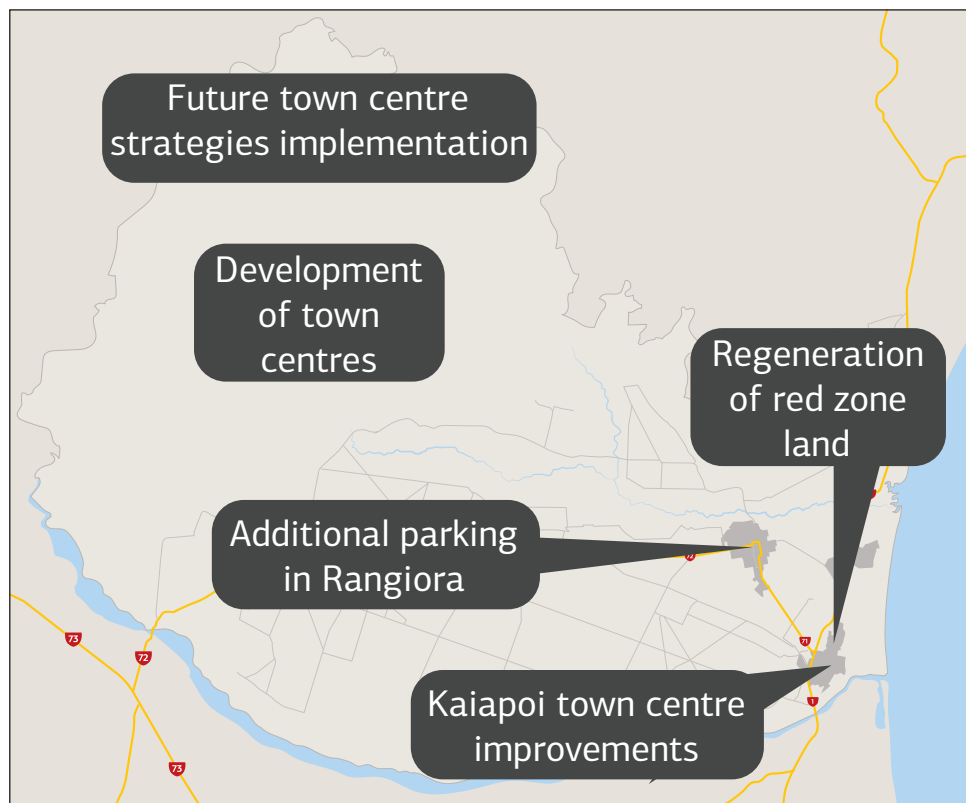 Future town centre
strategies implementation
Development
of town
centres
Regeneration
of red zone
land
Additional parking
in Rangiora
72
71
73
72
Kaiapoi town centre
improvements
1
73